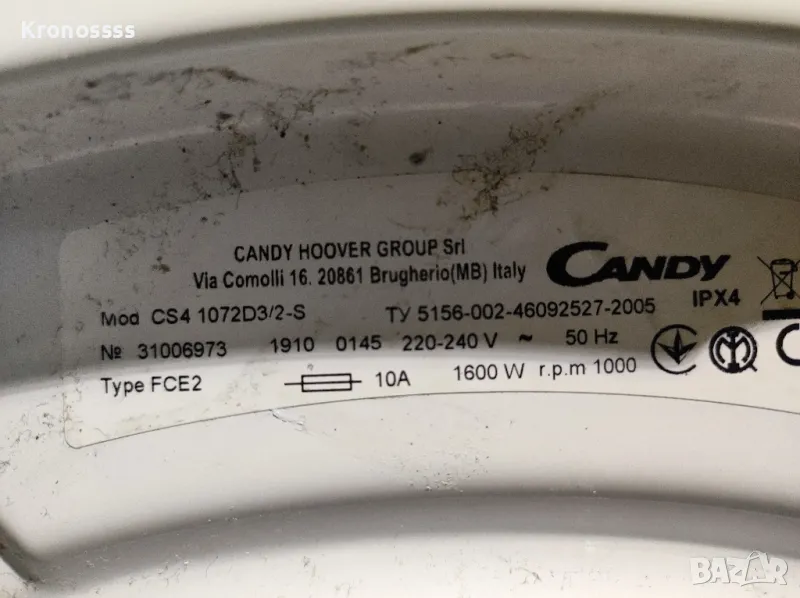 Kronossss
CANDY HOOVER GROUP Srl
Via Comolli 16. 20861 Brugherio(MB) Italy
CANDY
Mod CS4 1072D3/2-S
ТУ 5156-002-46092527-2005
IPX4
№ 31006973 1910 0145 220-240 V ~ 50 Hz
Type FCE2 10A 1600 W r.p.m 1000
BAZAR